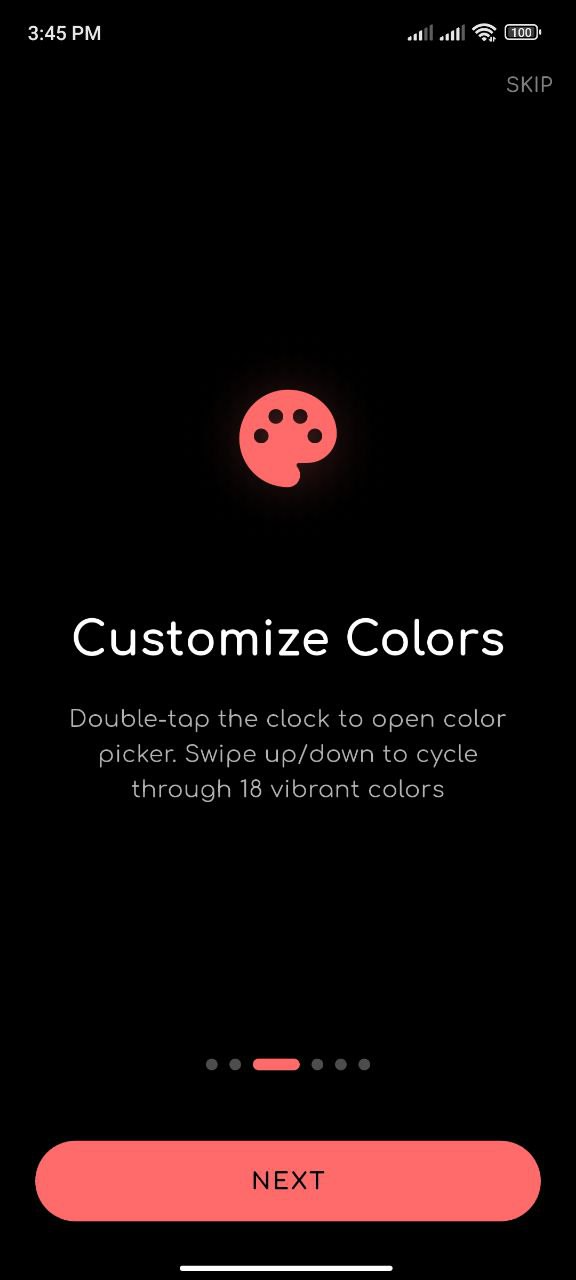 3:45 PM
100
SKIP
Customize Colors
Double-tap the clock to open color
picker. Swipe up/down to cycle
through 18 vibrant colors
NEXT